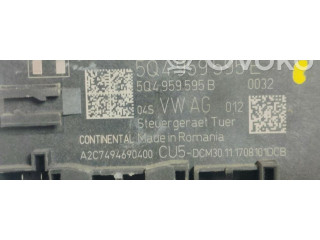 5Q4959595B
5Q4 959 595 B 0032
04S VW AG 012
Steuergeraet Tuer
CONTINENTAL Made in Romania
A2C7494690400 CU5-DCM30.11 1708101DCB